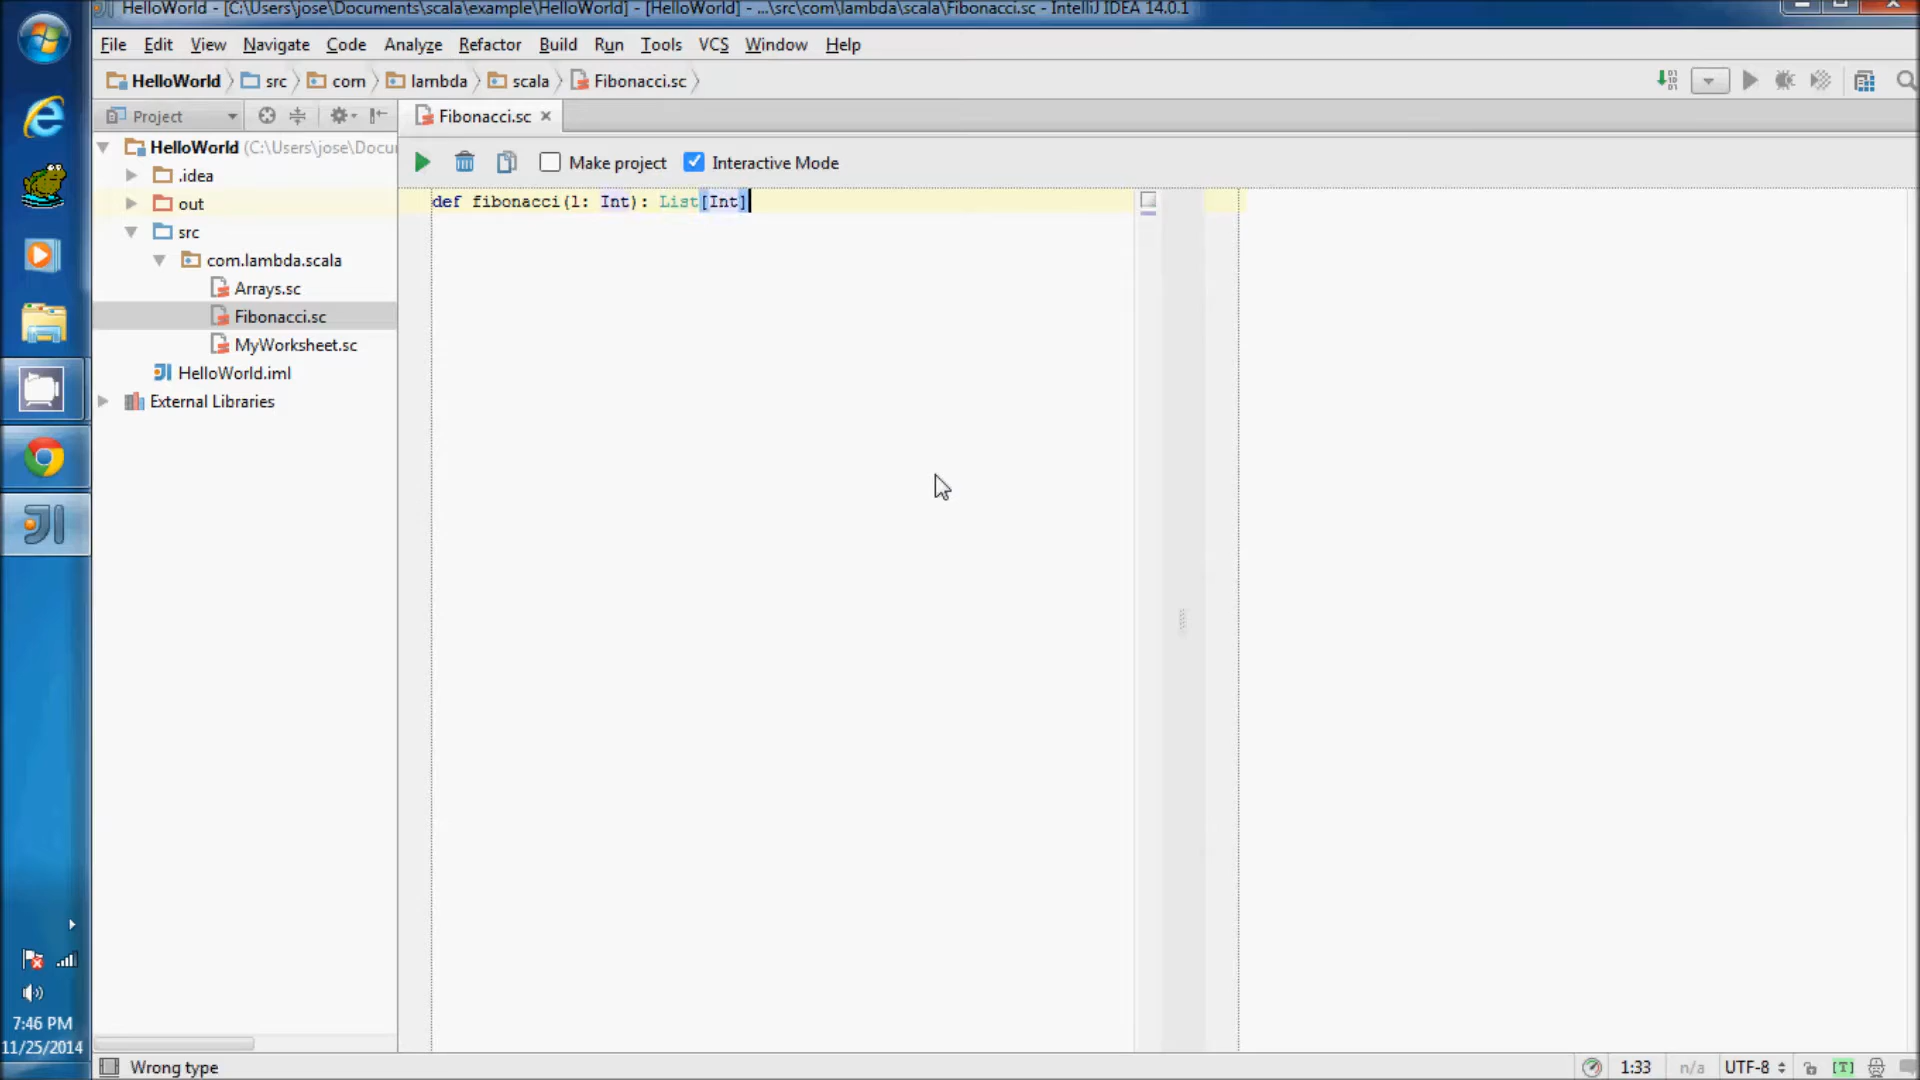 HelloWorld - [C:\Users\jose\Documents\scala\example\HelloWorld] - [HelloWorld] - ...\src\com\lambda\scala\Fibonacci.sc - IntelliJ IDEA 14.0.1
File Edit View Navigate Code Analyze Refactor Build Run Tools VCS Window Help
HelloWorld src com lambda scala Fibonacci.sc
Project
Fibonacci.sc
HelloWorld (C:\Users\jose\Docu
Make project Interactive Mode
.idea
def fibonacci(l: Int): List[Int]
out
src
com.lambda.scala
Arrays.sc
Fibonacci.sc
MyWorksheet.sc
HelloWorld.iml
External Libraries
7:46 PM
11/25/2014
Wrong type
1:33 n/a UTF-8 [T]